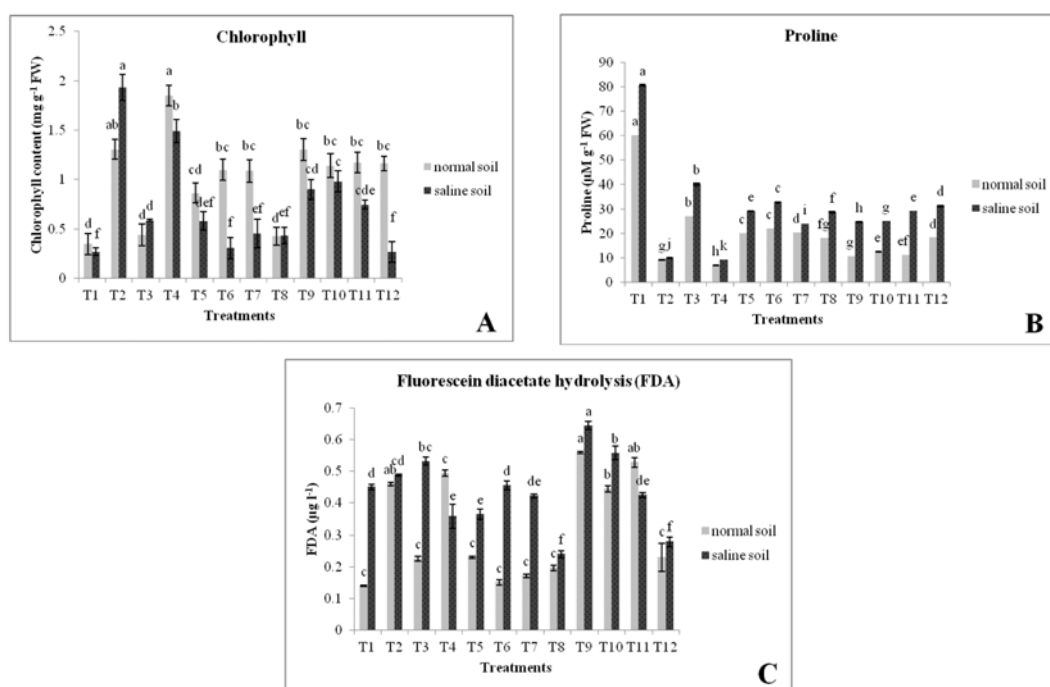 Chlorophyll
Chlorophyll content (mg g⁻¹ FW)
2.5
2
1.5
1
0.5
0
d f ab a d d a b cd def bc f bc ef d ef bc cd bc c bc cde bc f
T1 T2 T3 T4 T5 T6 T7 T8 T9 T10 T11 T12
Treatments
normal soil
saline soil
A
Proline
Proline (µM g⁻¹ FW)
90
80
70
60
50
40
30
20
10
0
a a g j b b h k c e c c d i fg f g h e g ef e d d
T1 T2 T3 T4 T5 T6 T7 T8 T9 T10 T11 T12
Treatments
normal soil
saline soil
B
Fluorescein diacetate hydrolysis (FDA)
FDA (µg l⁻¹)
0.7
0.6
0.5
0.4
0.3
0.2
0.1
0
c d ab cd c bc c e c e c d c de c f a a b b ab de c f
T1 T2 T3 T4 T5 T6 T7 T8 T9 T10 T11 T12
Treatments
normal soil
saline soil
C